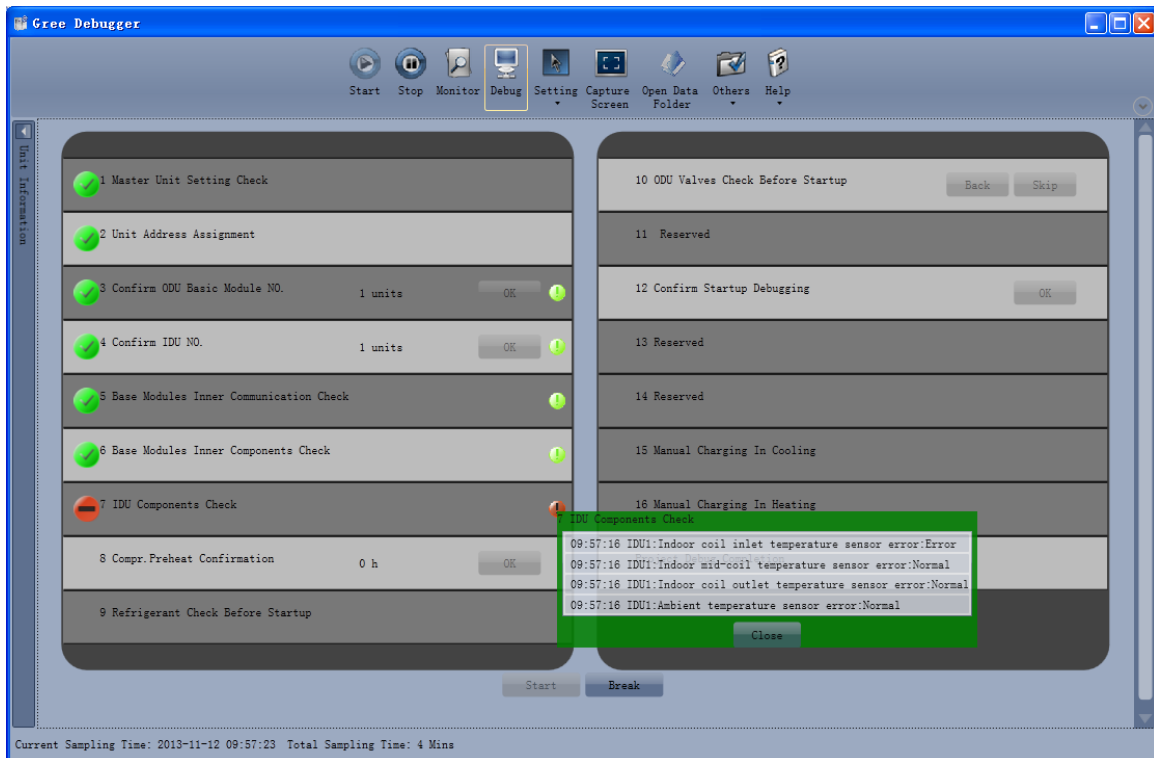 Gree Debugger
Start Stop Monitor Debug Setting Capture Screen Open Data Folder Others Help
Unit Information
1 Master Unit Setting Check
2 Unit Address Assignment
3 Confirm ODU Basic Module NO. 1 units OK
4 Confirm IDU NO. 1 units OK
5 Base Modules Inner Communication Check
6 Base Modules Inner Components Check
7 IDU Components Check
8 Compr.Preheat Confirmation 0 h OK
9 Refrigerant Check Before Startup
10 ODU Valves Check Before Startup Back Skip
11 Reserved
12 Confirm Startup Debugging OK
13 Reserved
14 Reserved
15 Manual Charging In Cooling
16 Manual Charging In Heating
7 IDU Components Check
09:57:16 IDU1:Indoor coil inlet temperature sensor error:Error
09:57:16 IDU1:Indoor mid-coil temperature sensor error:Normal
09:57:16 IDU1:Indoor coil outlet temperature sensor error:Normal
09:57:16 IDU1:Ambient temperature sensor error:Normal
Close
Start Break
Current Sampling Time: 2013-11-12 09:57:23 Total Sampling Time: 4 Mins